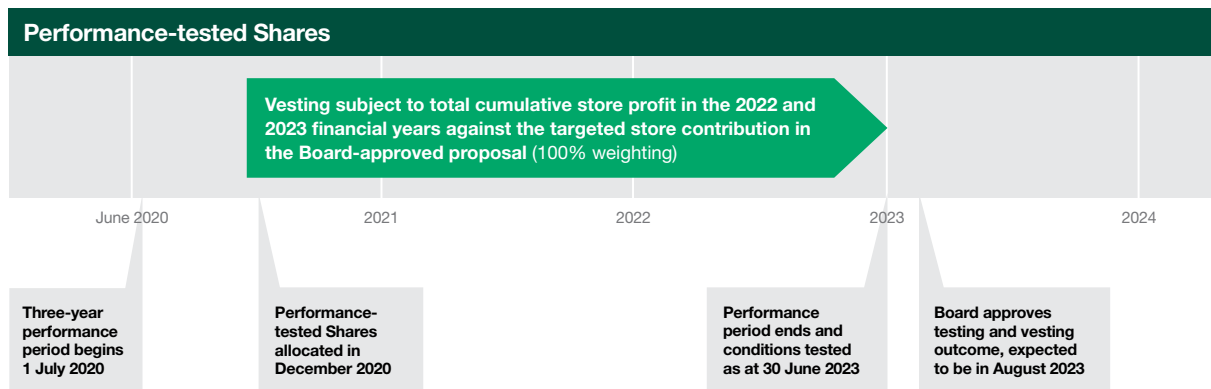 Performance-tested Shares
Vesting subject to total cumulative store profit in the 2022 and
2023 financial years against the targeted store contribution in
the Board-approved proposal (100% weighting)
June 2020
2021
2022
2023
2024
Three-year
performance
period begins
1 July 2020
Performance-
tested Shares
allocated in
December 2020
Performance
period ends and
conditions tested
as at 30 June 2023
Board approves
testing and vesting
outcome, expected
to be in August 2023